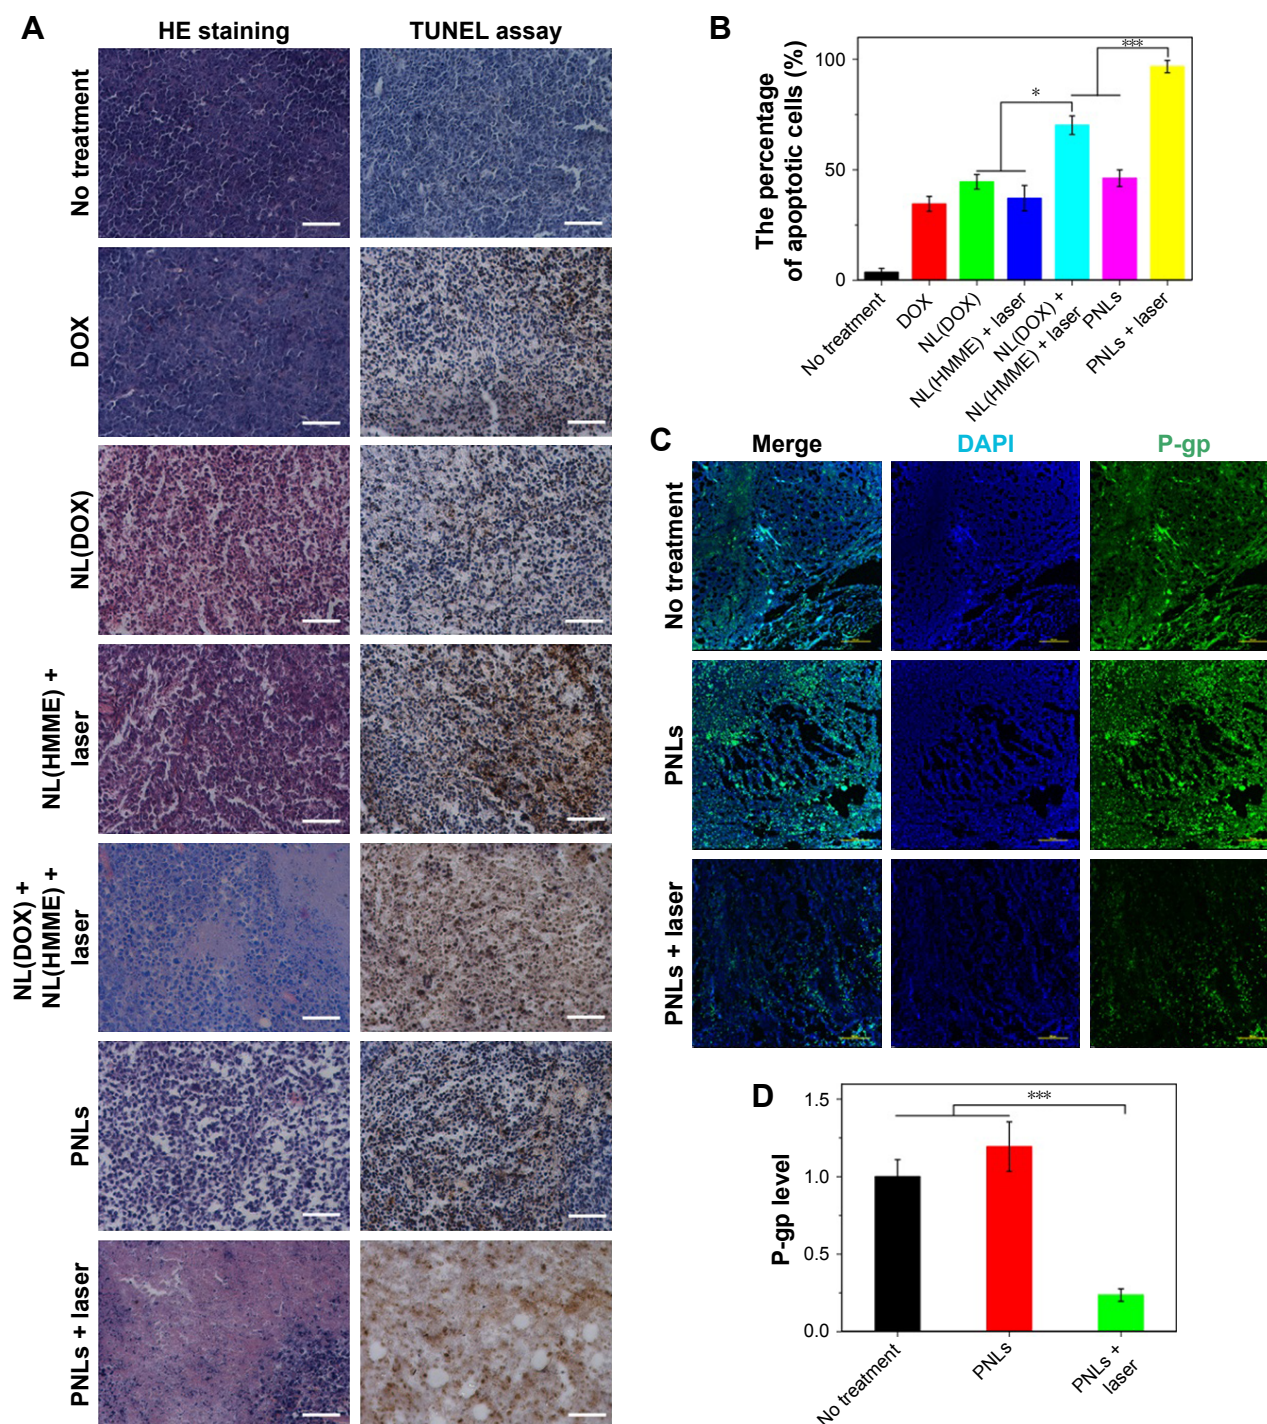 A
HE staining
TUNEL assay
No treatment
DOX
NL(DOX)
NL(HMME) +
laser
NL(DOX) +
NL(HMME) +
laser
PNLs
PNLs + laser
B
The percentage
of apoptotic cells (%)
100
50
0
*
***
No treatment
DOX
NL(DOX)
NL(HMME) + laser
NL(DOX) +
NL(HMME) + laser
PNLs
PNLs + laser
C
Merge
DAPI
P-gp
No treatment
PNLs
PNLs + laser
D
P-gp level
1.5
1.0
0.5
0.0
***
No treatment
PNLs
PNLs +
laser